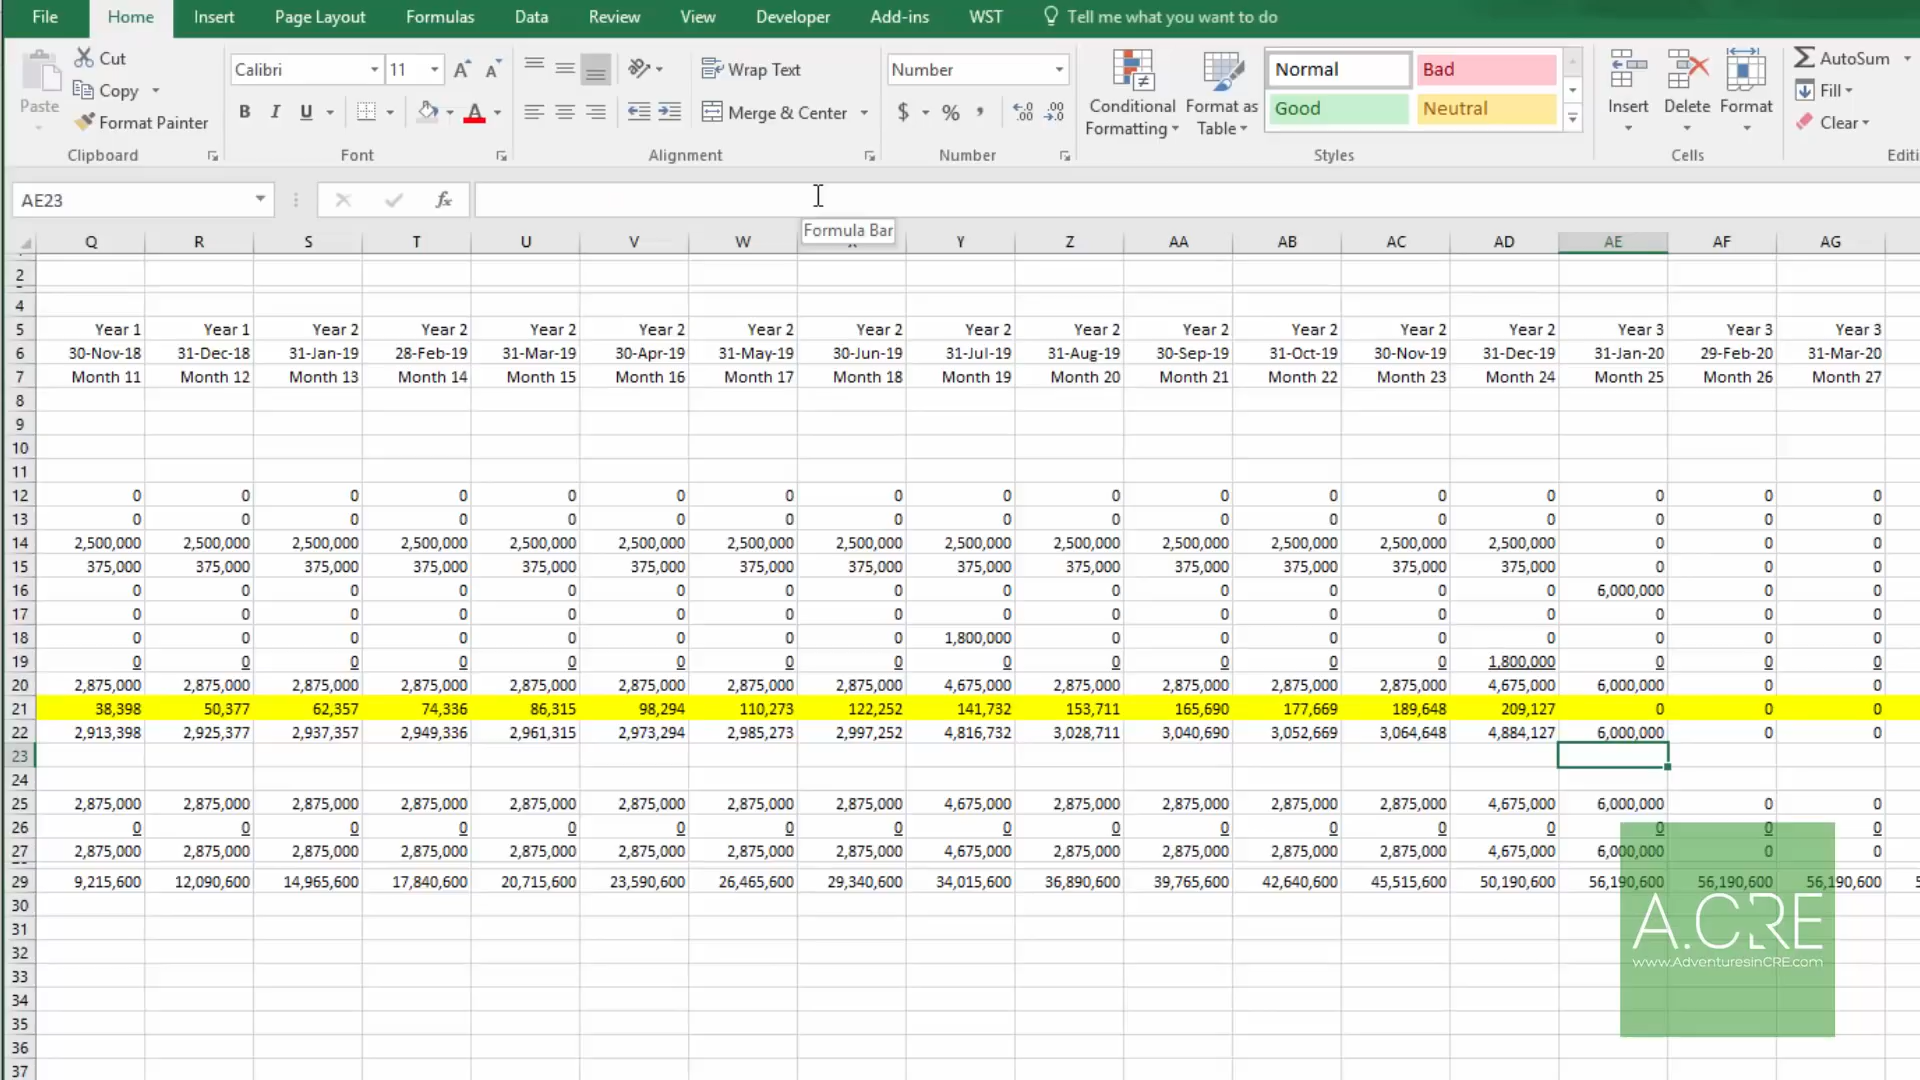 File Home Insert Page Layout Formulas Data Review View Developer Add-ins WST Tell me what you want to do
Cut
Copy
Format Painter
Paste
Clipboard
Calibri 11
B I U
Font
Wrap Text
Merge & Center
Alignment
Number
$ % ,
Number
Conditional Formatting
Format as Table
Normal Bad
Good Neutral
Styles
Insert Delete Format
Cells
AutoSum
Fill
Clear
Editi
AE23 fx
Formula Bar
Q R S T U V W X Y Z AA AB AC AD AE AF AG
2
4
5 Year 1 Year 1 Year 2 Year 2 Year 2 Year 2 Year 2 Year 2 Year 2 Year 2 Year 2 Year 2 Year 2 Year 2 Year 3 Year 3 Year 3
6 30-Nov-18 31-Dec-18 31-Jan-19 28-Feb-19 31-Mar-19 30-Apr-19 31-May-19 30-Jun-19 31-Jul-19 31-Aug-19 30-Sep-19 31-Oct-19 30-Nov-19 31-Dec-19 31-Jan-20 29-Feb-20 31-Mar-20
7 Month 11 Month 12 Month 13 Month 14 Month 15 Month 16 Month 17 Month 18 Month 19 Month 20 Month 21 Month 22 Month 23 Month 24 Month 25 Month 26 Month 27
8
9
10
11
12 0 0 0 0 0 0 0 0 0 0 0 0 0 0 0 0 0
13 0 0 0 0 0 0 0 0 0 0 0 0 0 0 0 0 0
14 2,500,000 2,500,000 2,500,000 2,500,000 2,500,000 2,500,000 2,500,000 2,500,000 2,500,000 2,500,000 2,500,000 2,500,000 2,500,000 2,500,000 0 0 0
15 375,000 375,000 375,000 375,000 375,000 375,000 375,000 375,000 375,000 375,000 375,000 375,000 375,000 375,000 0 0 0
16 0 0 0 0 0 0 0 0 0 0 0 0 0 0 6,000,000 0 0
17 0 0 0 0 0 0 0 0 0 0 0 0 0 0 0 0 0
18 0 0 0 0 0 0 0 0 1,800,000 0 0 0 0 0 0 0 0
19 0 0 0 0 0 0 0 0 0 0 0 0 0 1,800,000 0 0 0
20 2,875,000 2,875,000 2,875,000 2,875,000 2,875,000 2,875,000 2,875,000 2,875,000 4,675,000 2,875,000 2,875,000 2,875,000 2,875,000 4,675,000 6,000,000 0 0
21 38,398 50,377 62,357 74,336 86,315 98,294 110,273 122,252 141,732 153,711 165,690 177,669 189,648 209,127 0 0 0
22 2,913,398 2,925,377 2,937,357 2,949,336 2,961,315 2,973,294 2,985,273 2,997,252 4,816,732 3,028,711 3,040,690 3,052,669 3,064,648 4,884,127 6,000,000 0 0
23
24
25 2,875,000 2,875,000 2,875,000 2,875,000 2,875,000 2,875,000 2,875,000 2,875,000 4,675,000 2,875,000 2,875,000 2,875,000 2,875,000 4,675,000 6,000,000 0 0
26 0 0 0 0 0 0 0 0 0 0 0 0 0 0 0 0 0
27 2,875,000 2,875,000 2,875,000 2,875,000 2,875,000 2,875,000 2,875,000 2,875,000 4,675,000 2,875,000 2,875,000 2,875,000 2,875,000 4,675,000 6,000,000 0 0
29 9,215,600 12,090,600 14,965,600 17,840,600 20,715,600 23,590,600 26,465,600 29,340,600 34,015,600 36,890,600 39,765,600 42,640,600 45,515,600 50,190,600 56,190,600 56,190,600 56,190,600
30
31
32
33
34
35
36
37
A.CRE
www.AdventuresinCRE.com